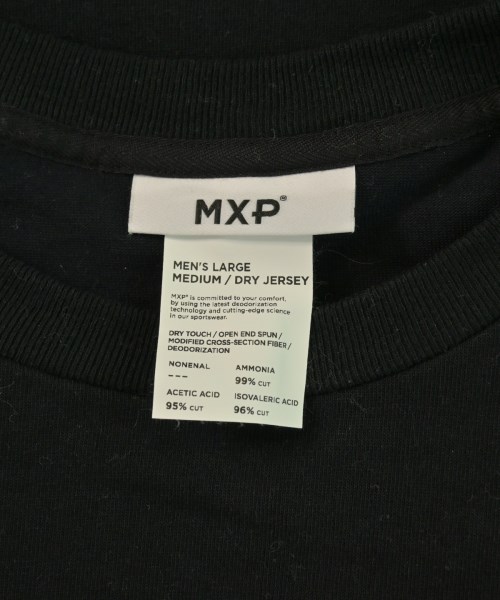 MXP®
MEN'S LARGE
MEDIUM / DRY JERSEY
MXP® is committed to your comfort,
by using the latest deodorization
technology and cutting-edge science
in our sportswear.
DRY TOUCH / OPEN END SPUN /
MODIFIED CROSS-SECTION FIBER /
DEODORIZATION
NONENAL AMMONIA
--- 99% CUT
ACETIC ACID ISOVALERIC ACID
95% CUT 96% CUT